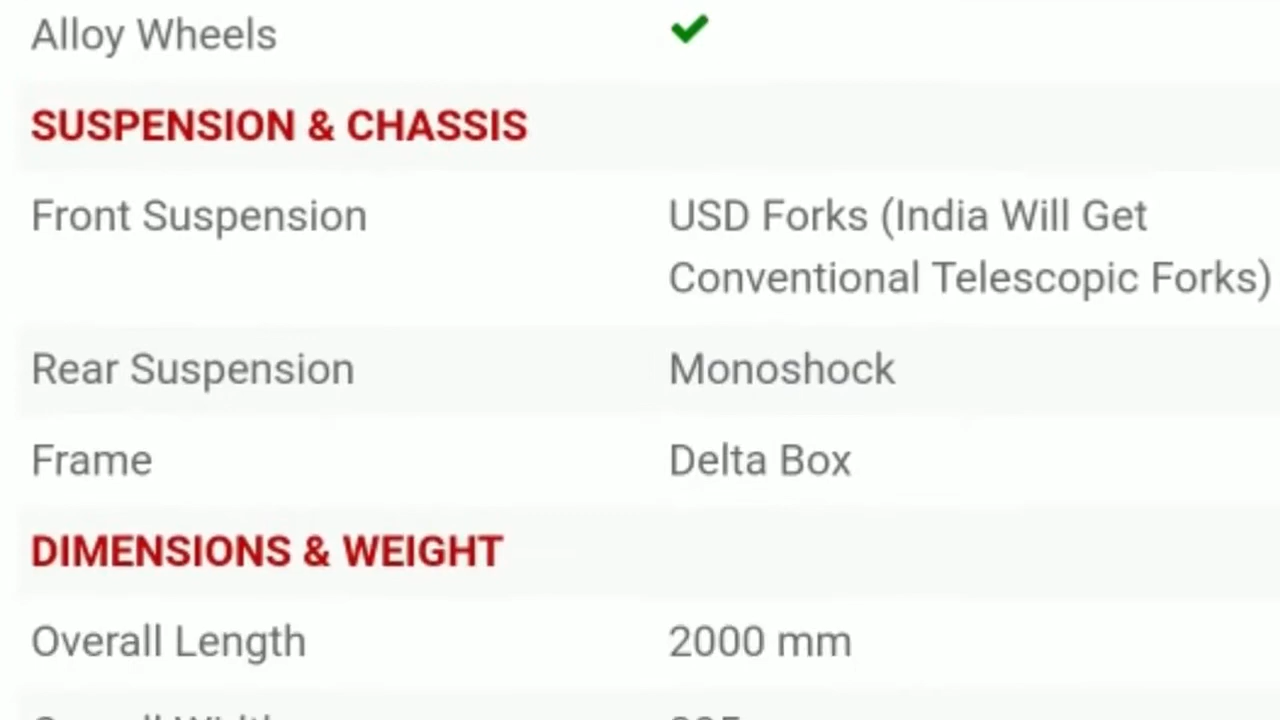 Alloy Wheels
SUSPENSION & CHASSIS
Front Suspension USD Forks (India Will Get
Conventional Telescopic Forks)
Rear Suspension Monoshock
Frame Delta Box
DIMENSIONS & WEIGHT
Overall Length 2000 mm